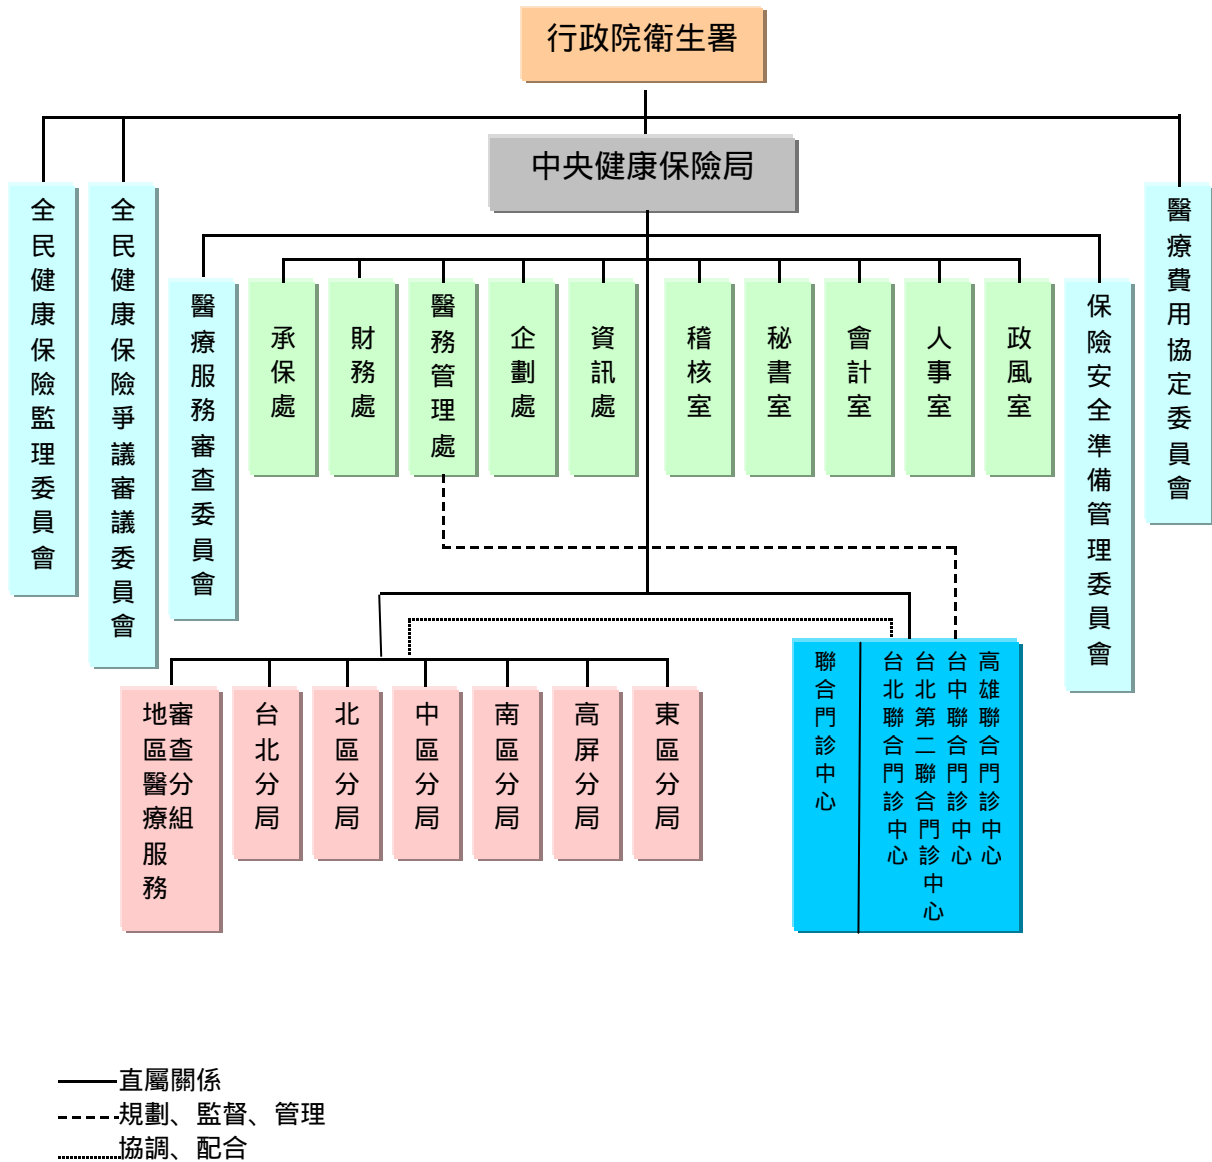 行政院衛生署
中央健康保險局
全民健康保險監理委員會
全民健康保險爭議審議委員會
醫療服務審查委員會
承保處
財務處
醫務管理處
企劃處
資訊處
稽核室
秘書室
會計室
人事室
政風室
保險安全準備管理委員會
醫療費用協定委員會
地區醫療服務
審查分組
台北分局
北區分局
中區分局
南區分局
高屏分局
東區分局
聯合門診中心
台北聯合門診中心
台北第二聯合門診中心
台中聯合門診中心
高雄聯合門診中心
直屬關係
規劃、監督、管理
協調、配合